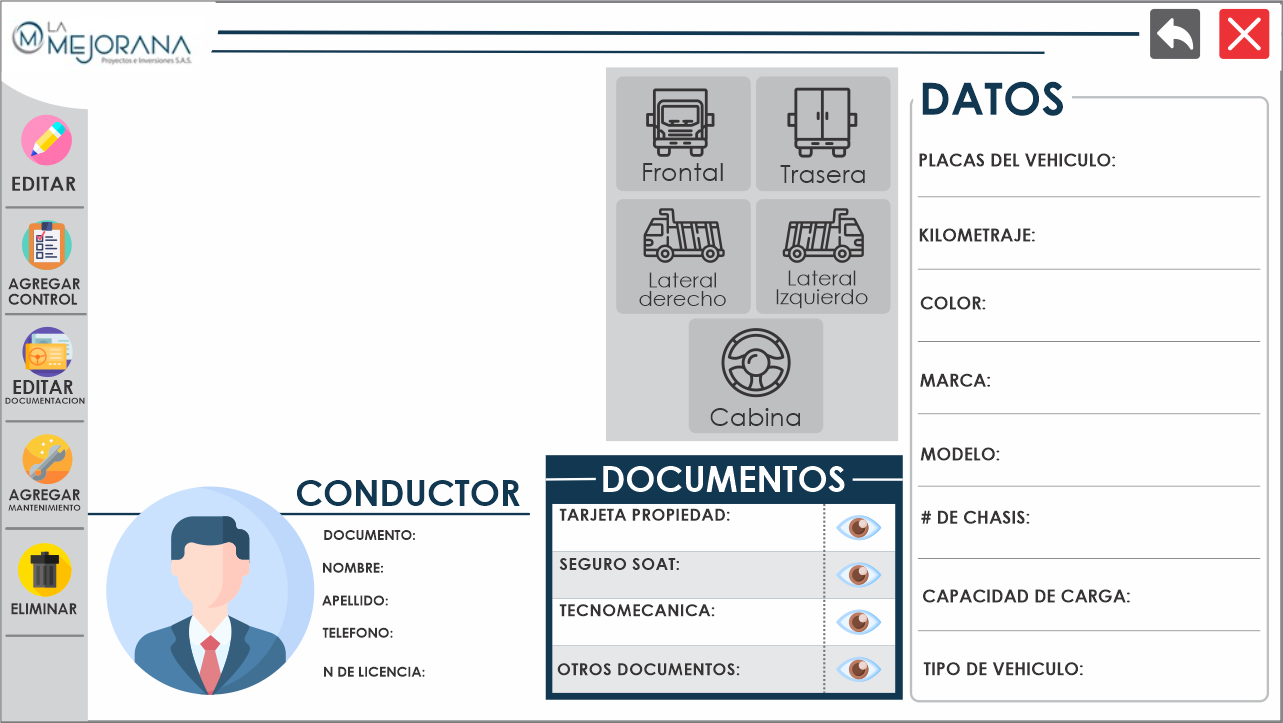 LA
MEJORANA
Proyectos e Inversiones S.A.S.
EDITAR
AGREGAR
CONTROL
EDITAR
DOCUMENTACION
AGREGAR
MANTENIMIENTO
ELIMINAR
Frontal
Trasera
Lateral
derecho
Lateral
Izquierdo
Cabina
CONDUCTOR
DOCUMENTO:
NOMBRE:
APELLIDO:
TELEFONO:
N DE LICENCIA:
DOCUMENTOS
TARJETA PROPIEDAD:
SEGURO SOAT:
TECNOMECANICA:
OTROS DOCUMENTOS:
DATOS
PLACAS DEL VEHICULO:
KILOMETRAJE:
COLOR:
MARCA:
MODELO:
# DE CHASIS:
CAPACIDAD DE CARGA:
TIPO DE VEHICULO: